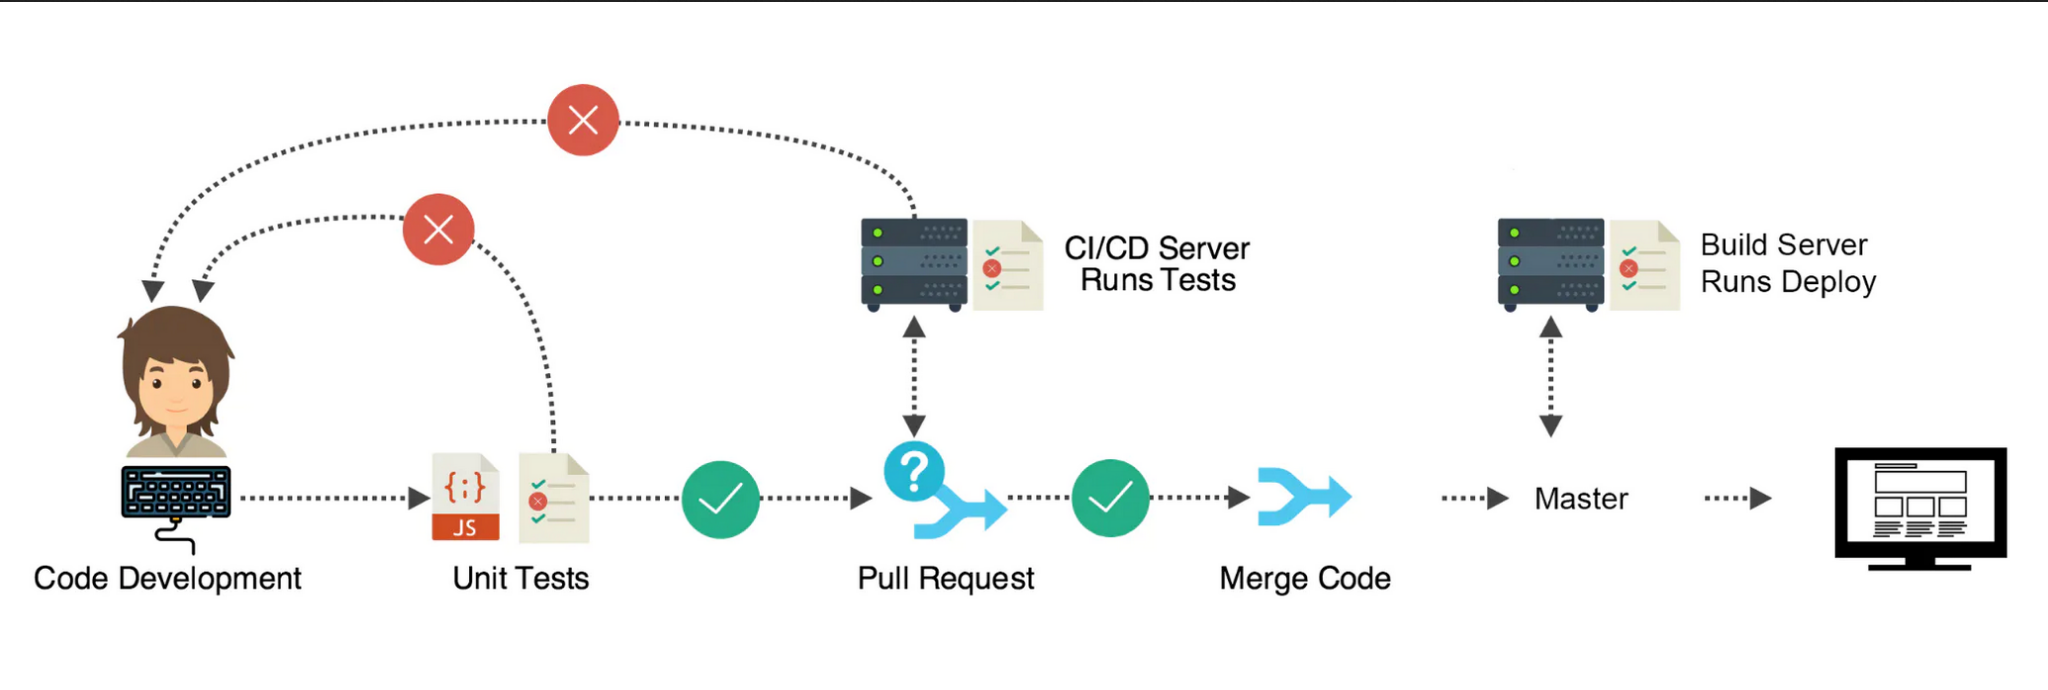 CI/CD Server
Runs Tests
Build Server
Runs Deploy
{;}
JS
?
Master
Code Development
Unit Tests
Pull Request
Merge Code